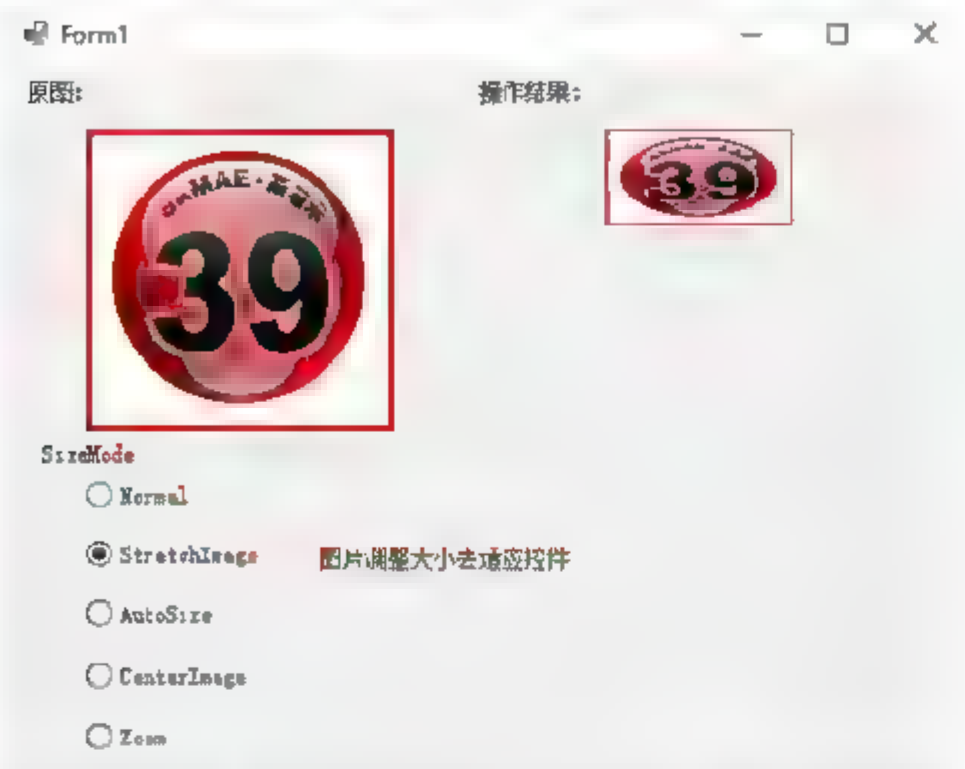 Form1
原图:
操作结果:
39
39
SizeMode
Normal
StretchImage
图片调整大小去适应控件
AutoSize
CenterImage
Zoom